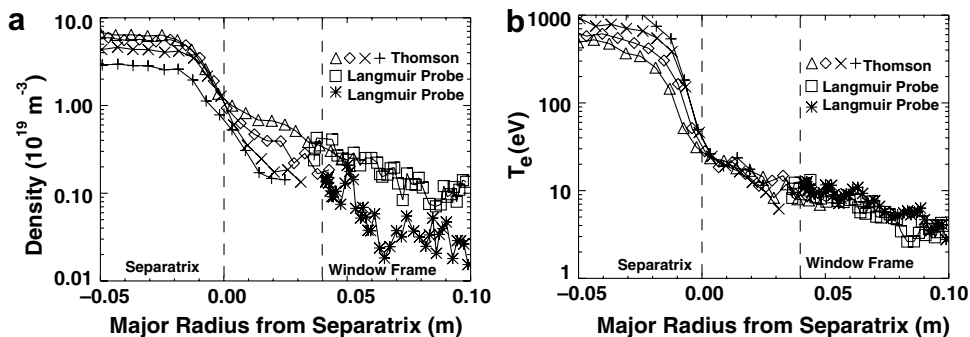 a
Density (10^19 m^-3)
10.0
1.00
0.10
0.01
Thomson
Langmuir Probe
Langmuir Probe
Separatrix
Window Frame
−0.05 0.00 0.05 0.10
Major Radius from Separatrix (m)
b
T_e (eV)
1000
100
10
1
Thomson
Langmuir Probe
Langmuir Probe
Separatrix
Window Frame
−0.05 0.00 0.05 0.10
Major Radius from Separatrix (m)